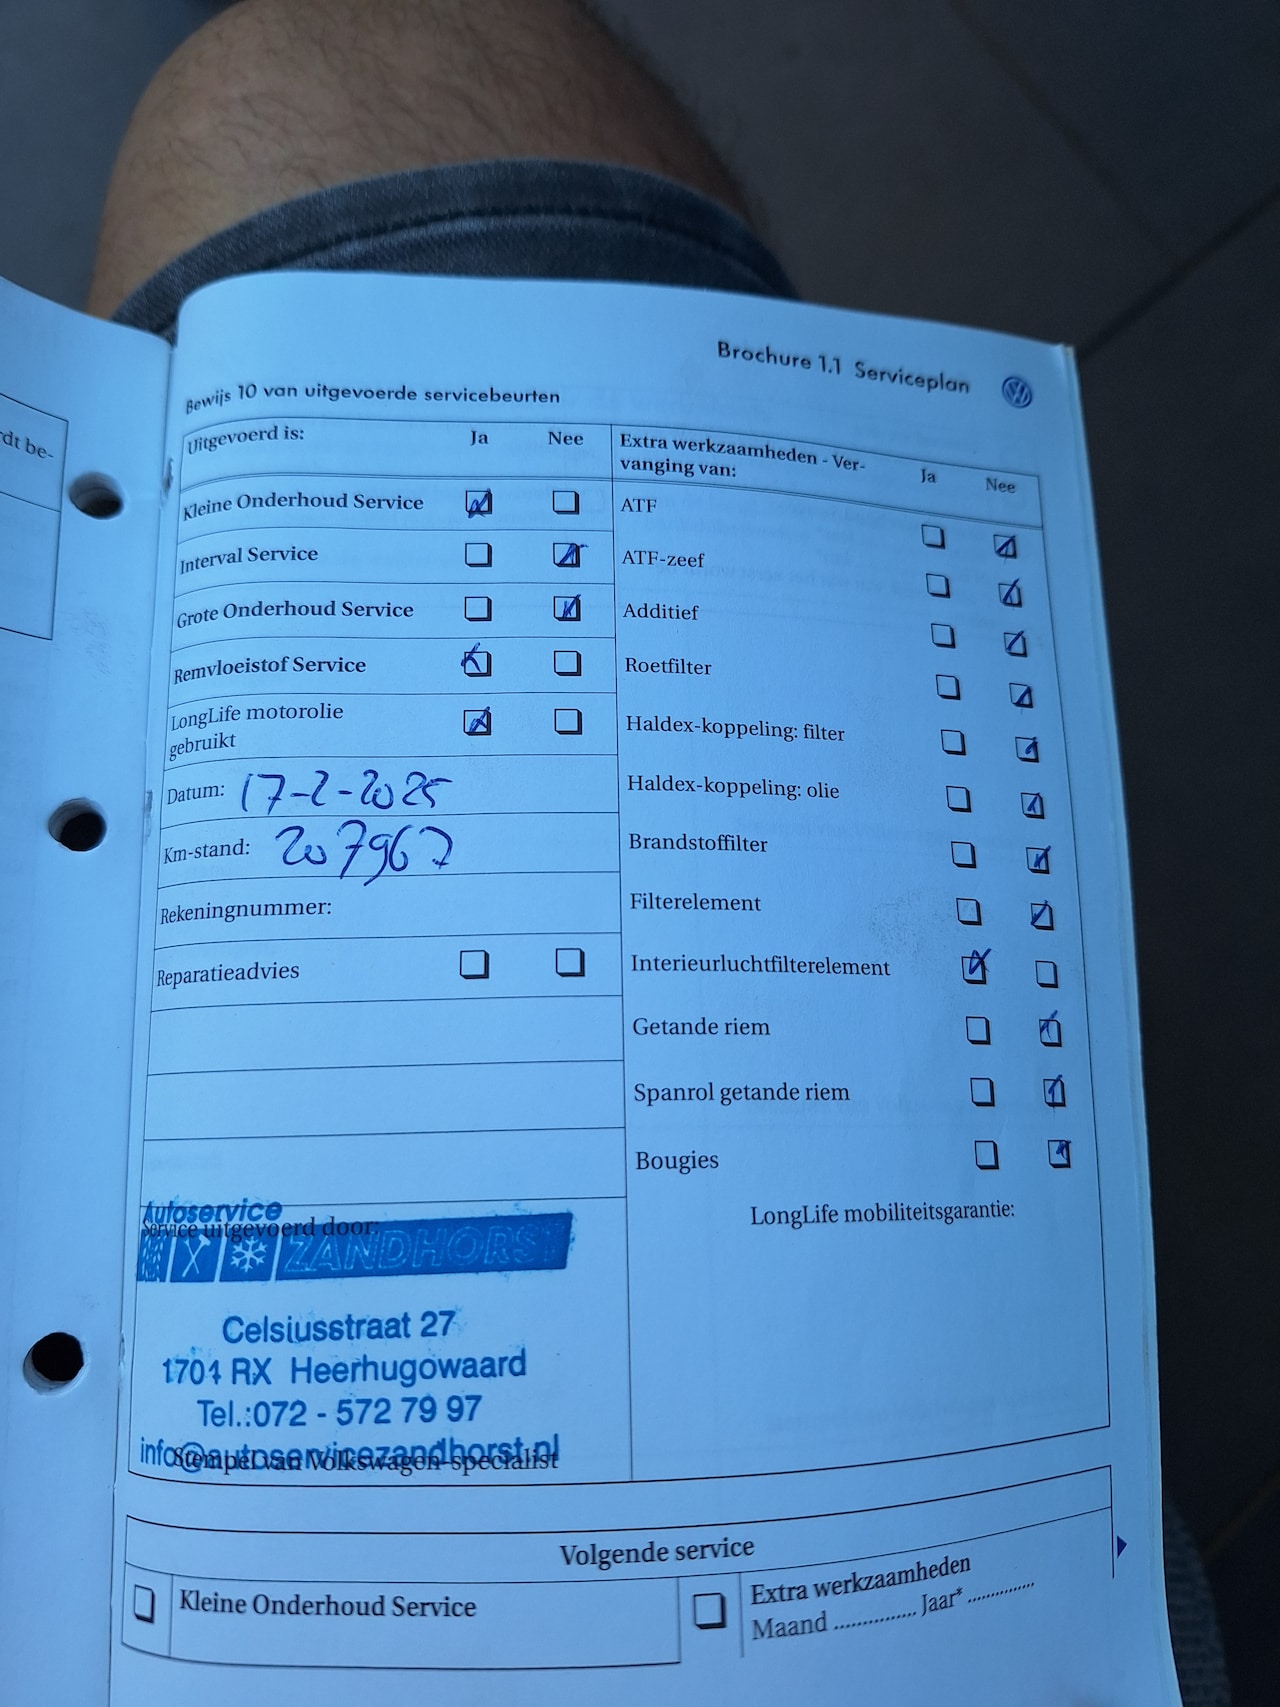 rdt be-
Brochure 1.1 Serviceplan
Bewijs 10 van uitgevoerde servicebeurten
Uitgevoerd is: Ja Nee
Kleine Onderhoud Service
Interval Service
Grote Onderhoud Service
Remvloeistof Service
LongLife motorolie
gebruikt
Datum: 17-2-2025
Km-stand: 207967
Rekeningnummer:
Reparatieadvies
Extra werkzaamheden - Ver-
vanging van: Ja Nee
ATF
ATF-zeef
Additief
Roetfilter
Haldex-koppeling: filter
Haldex-koppeling: olie
Brandstoffilter
Filterelement
Interieurluchtfilterelement
Getande riem
Spanrol getande riem
Bougies
LongLife mobiliteitsgarantie:
Autoservice
Service uitgevoerd door:
ZANDHORST
Celsiusstraat 27
1704 RX Heerhugowaard
Tel.:072 - 572 79 97
info@autoservicezandhorst.nl
Stempel van Volkswagen-specialist
Volgende service
Kleine Onderhoud Service
Extra werkzaamheden
Maand ............... Jaar* .............